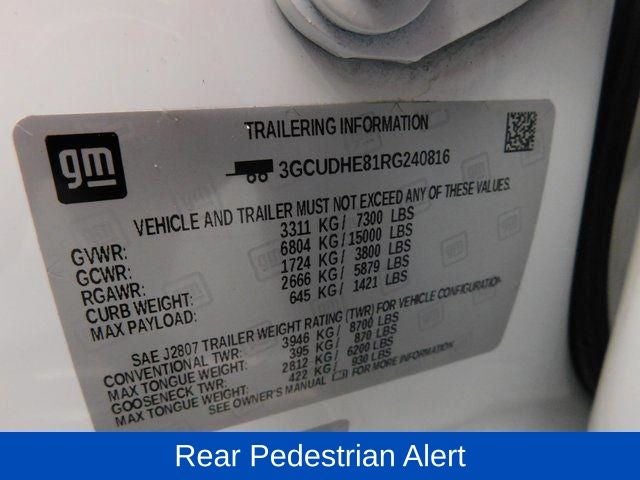 TRAILERING INFORMATION
gm
3GCUDHE81RG240816
VEHICLE AND TRAILER MUST NOT EXCEED ANY OF THESE VALUES.
GVWR: 3311 KG/ 7300 LBS
GCWR: 6804 KG/ 15000 LBS
RGAWR: 1724 KG/ 3800 LBS
CURB WEIGHT: 2666 KG/ 5879 LBS
MAX PAYLOAD: 645 KG/ 1421 LBS
SAE J2807 TRAILER WEIGHT RATING (TWR) FOR VEHICLE CONFIGURATION
CONVENTIONAL TWR: 3946 KG/ 8700 LBS
MAX TONGUE WEIGHT: 395 KG/ 870 LBS
GOOSENECK TWR: 2812 KG/ 6200 LBS
MAX TONGUE WEIGHT: 422 KG/ 930 LBS
SEE OWNER'S MANUAL FOR MORE INFORMATION
Rear Pedestrian Alert